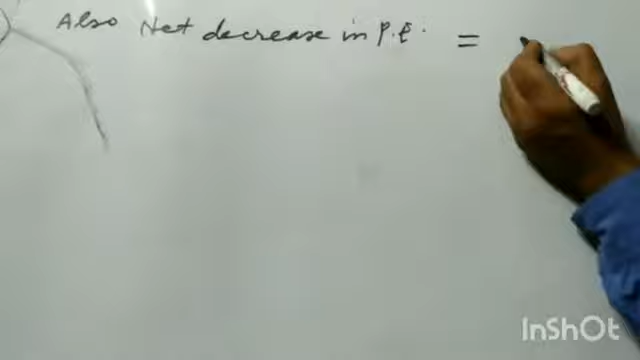 Also Net decrease in P.E. =
InShOt